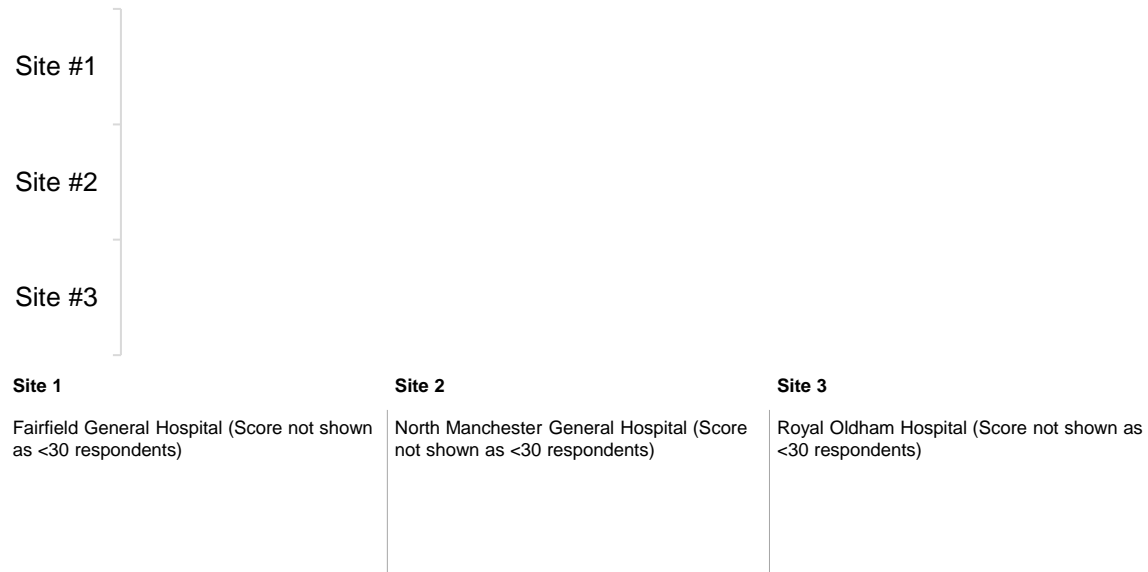 Site #1
Site #2
Site #3
Site 1
Site 2
Site 3
Fairfield General Hospital (Score not shown
as <30 respondents)
North Manchester General Hospital (Score
not shown as <30 respondents)
Royal Oldham Hospital (Score not shown as
<30 respondents)